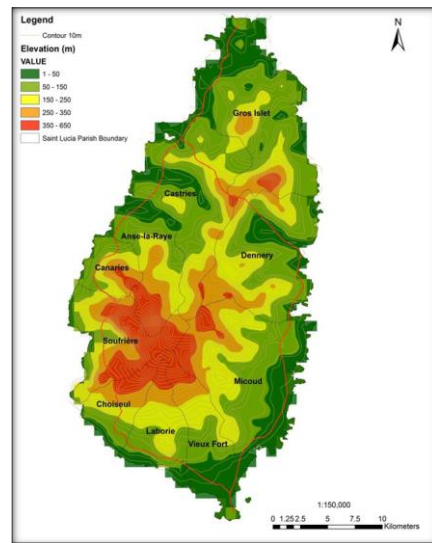 Legend
Contour 10m
Elevation (m)
VALUE
1 - 50
50 - 150
150 - 250
250 - 350
350 - 650
Saint Lucia Parish Boundary
N
Gros Islet
Castries
Anse-la-Raye
Dennery
Canaries
Soufrière
Micoud
Choiseul
Laborie
Vieux Fort
1:150,000
0 1.25 2.5 5 7.5 10
Kilometers